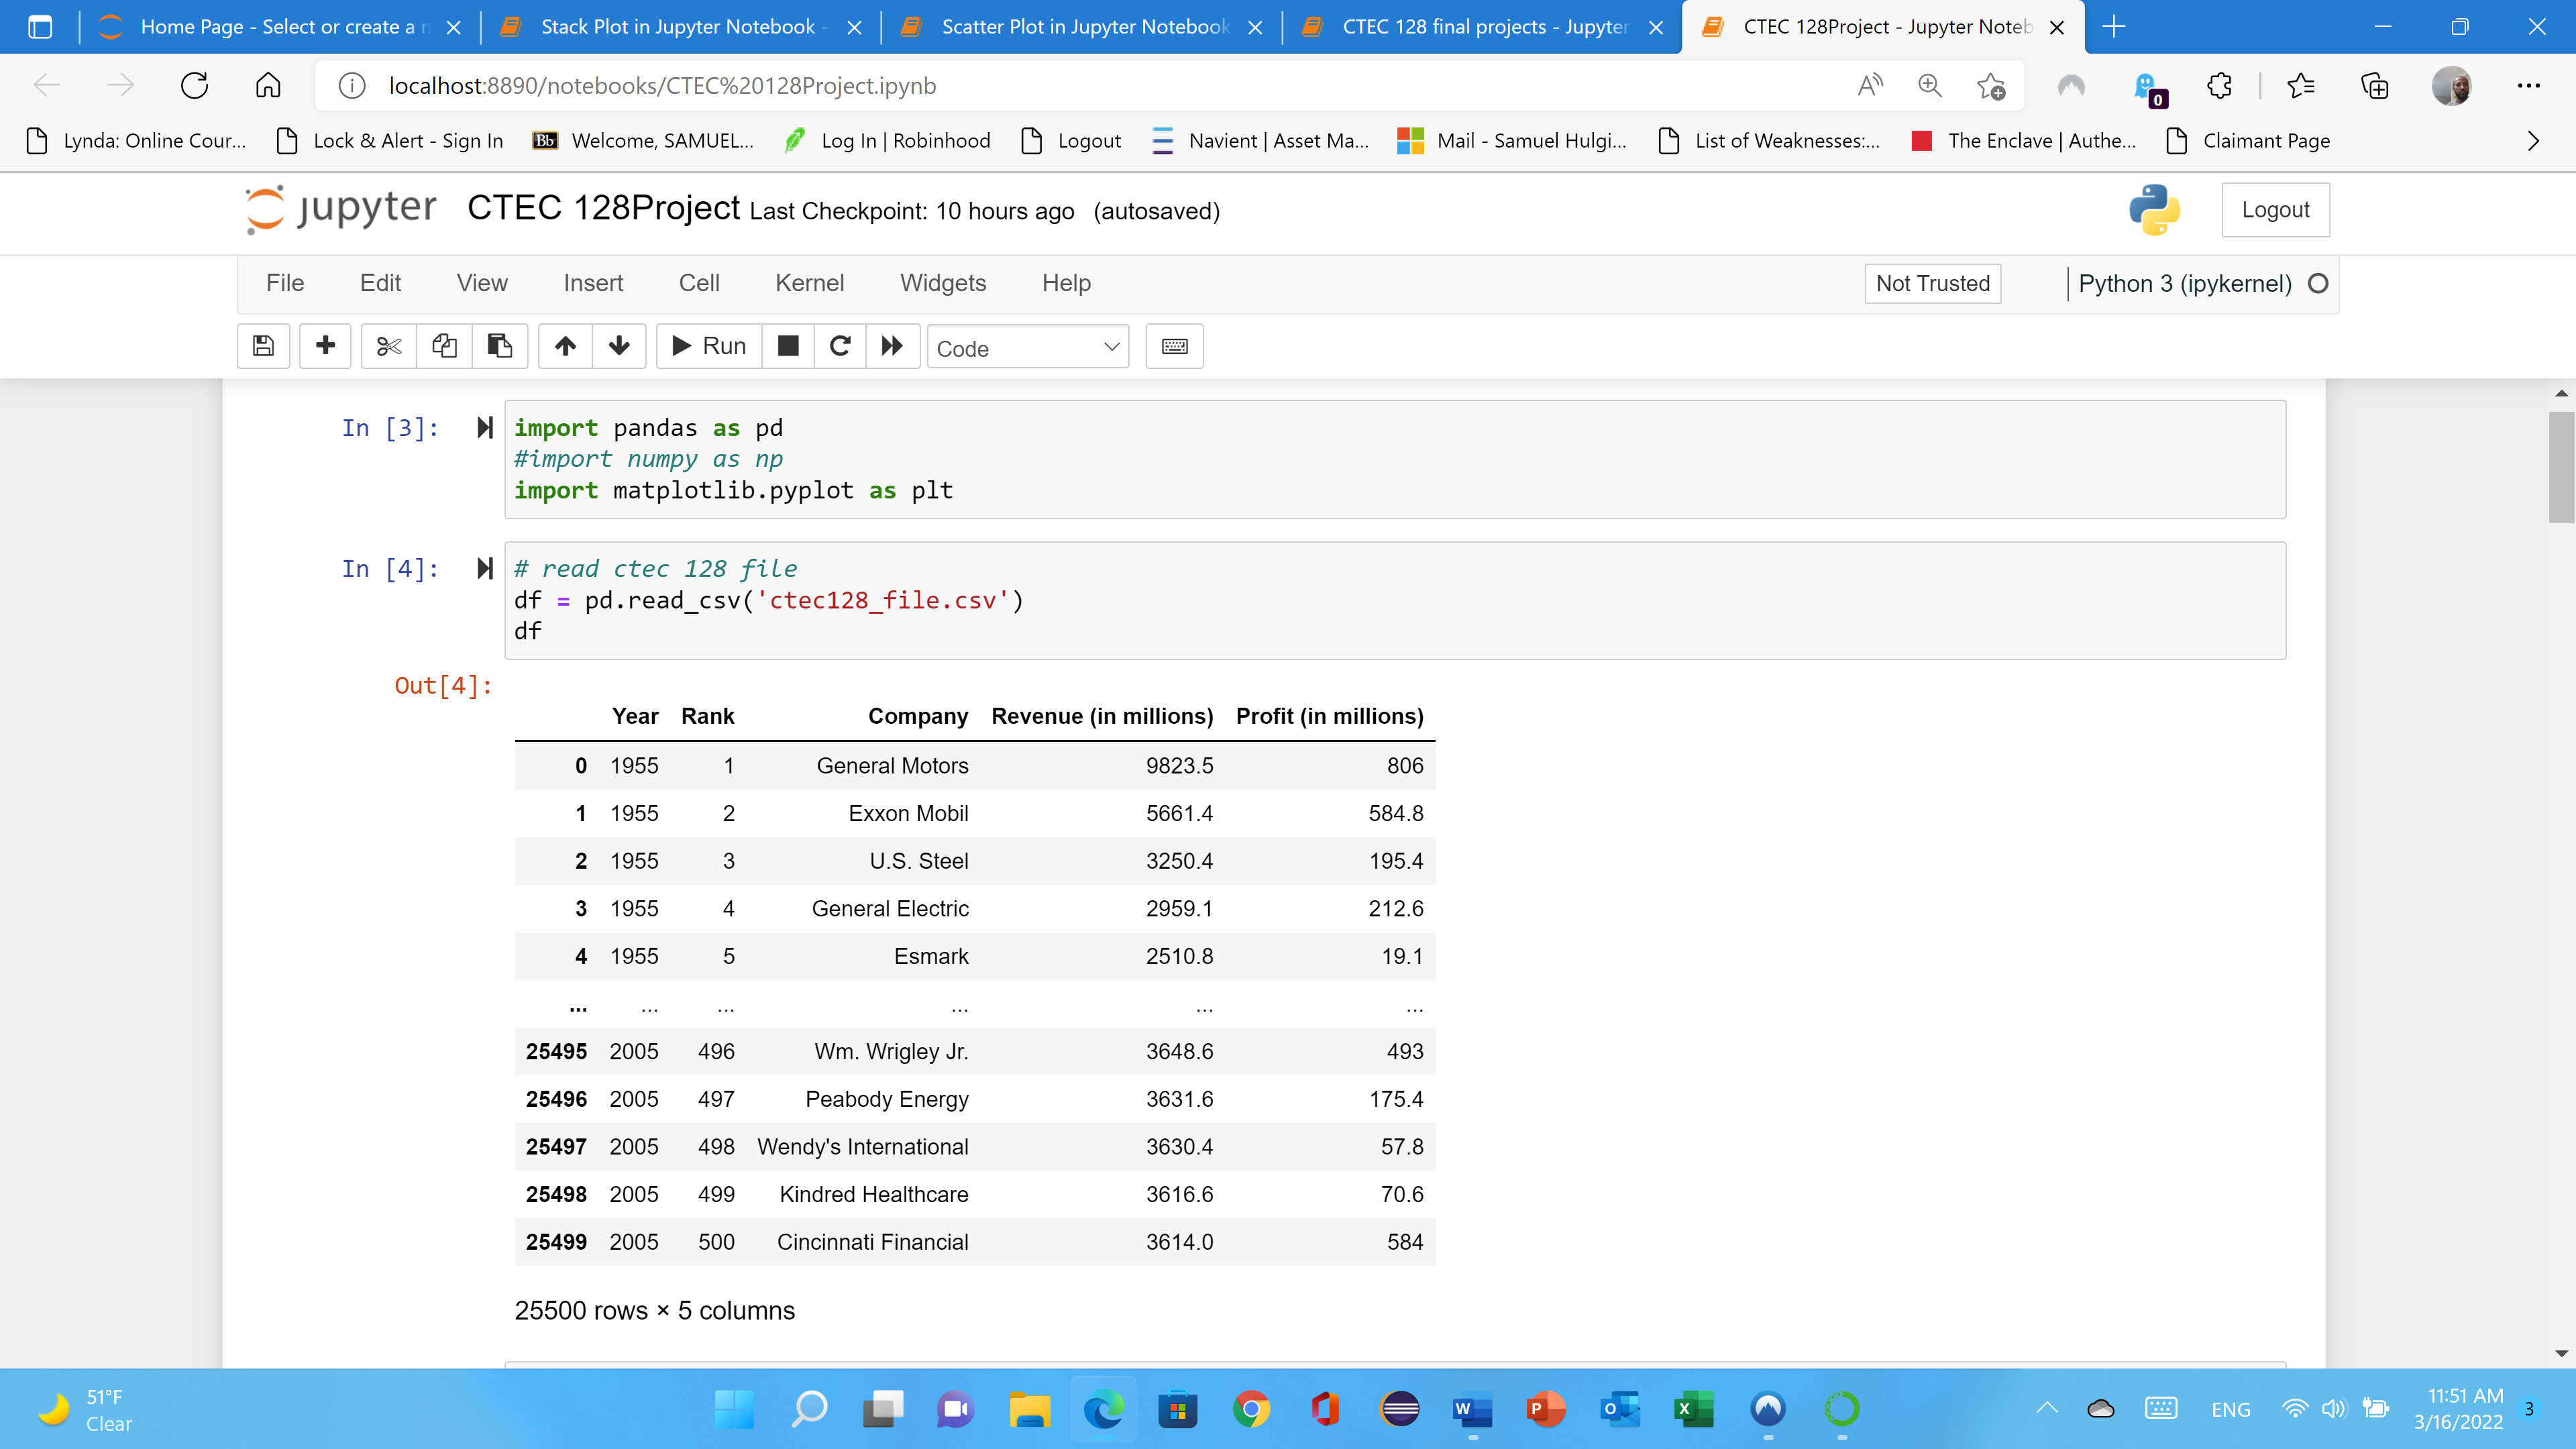 Home Page - Select or create a n
Stack Plot in Jupyter Notebook -
Scatter Plot in Jupyter Notebook
CTEC 128 final projects - Jupyter
CTEC 128Project - Jupyter Noteb
localhost:8890/notebooks/CTEC%20128Project.ipynb
0
Lynda: Online Cour...
Lock & Alert - Sign In
Bb Welcome, SAMUEL...
Log In | Robinhood
Logout
Navient | Asset Ma...
Mail - Samuel Hulgi...
List of Weaknesses:...
The Enclave | Authe...
Claimant Page
jupyter CTEC 128Project Last Checkpoint: 10 hours ago (autosaved)
Logout
File Edit View Insert Cell Kernel Widgets Help
Not Trusted
Python 3 (ipykernel)
Run
Code
In [3]:
import pandas as pd
#import numpy as np
import matplotlib.pyplot as plt
In [4]:
# read ctec 128 file
df = pd.read_csv('ctec128_file.csv')
df
Out[4]:
Year Rank Company Revenue (in millions) Profit (in millions)
0 1955 1 General Motors 9823.5 806
1 1955 2 Exxon Mobil 5661.4 584.8
2 1955 3 U.S. Steel 3250.4 195.4
3 1955 4 General Electric 2959.1 212.6
4 1955 5 Esmark 2510.8 19.1
... ... ... ... ... ...
25495 2005 496 Wm. Wrigley Jr. 3648.6 493
25496 2005 497 Peabody Energy 3631.6 175.4
25497 2005 498 Wendy's International 3630.4 57.8
25498 2005 499 Kindred Healthcare 3616.6 70.6
25499 2005 500 Cincinnati Financial 3614.0 584
25500 rows × 5 columns
51°F
Clear
W
P
O
X
ENG
11:51 AM
3/16/2022
3